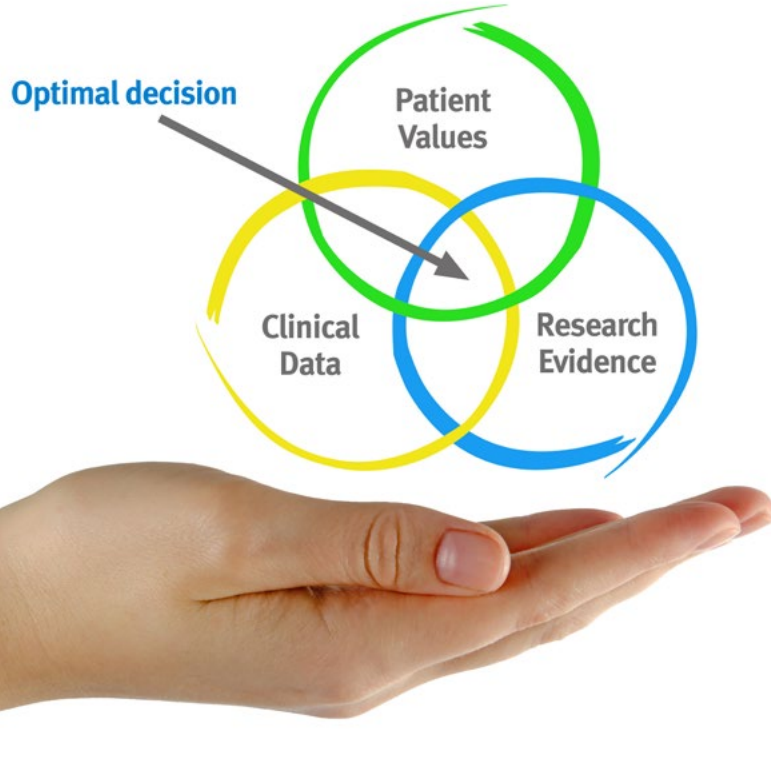 Optimal decision
Patient
Values
Clinical
Data
Research
Evidence